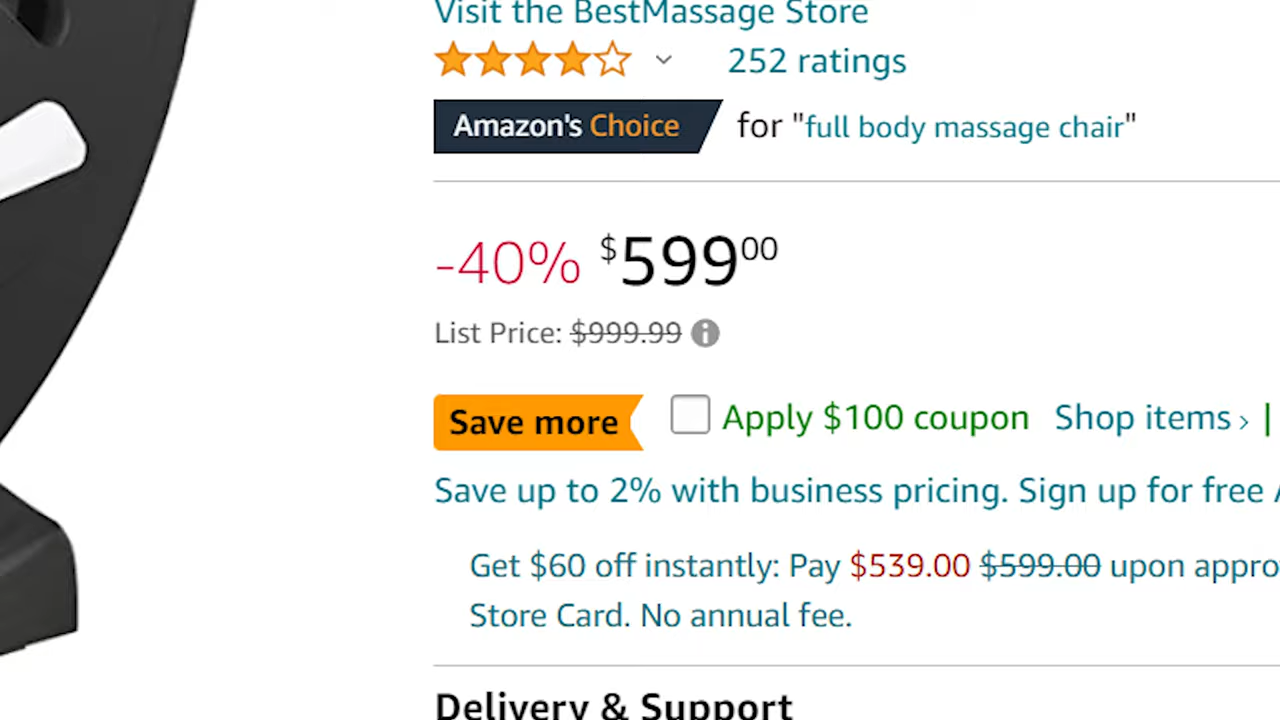 Visit the BestMassage Store
252 ratings
Amazon's Choice for "full body massage chair"
-40% $599 00
List Price: $999.99
Save more Apply $100 coupon Shop items › |
Save up to 2% with business pricing. Sign up for free
Get $60 off instantly: Pay $539.00 $599.00 upon appro
Store Card. No annual fee.
Delivery & Support